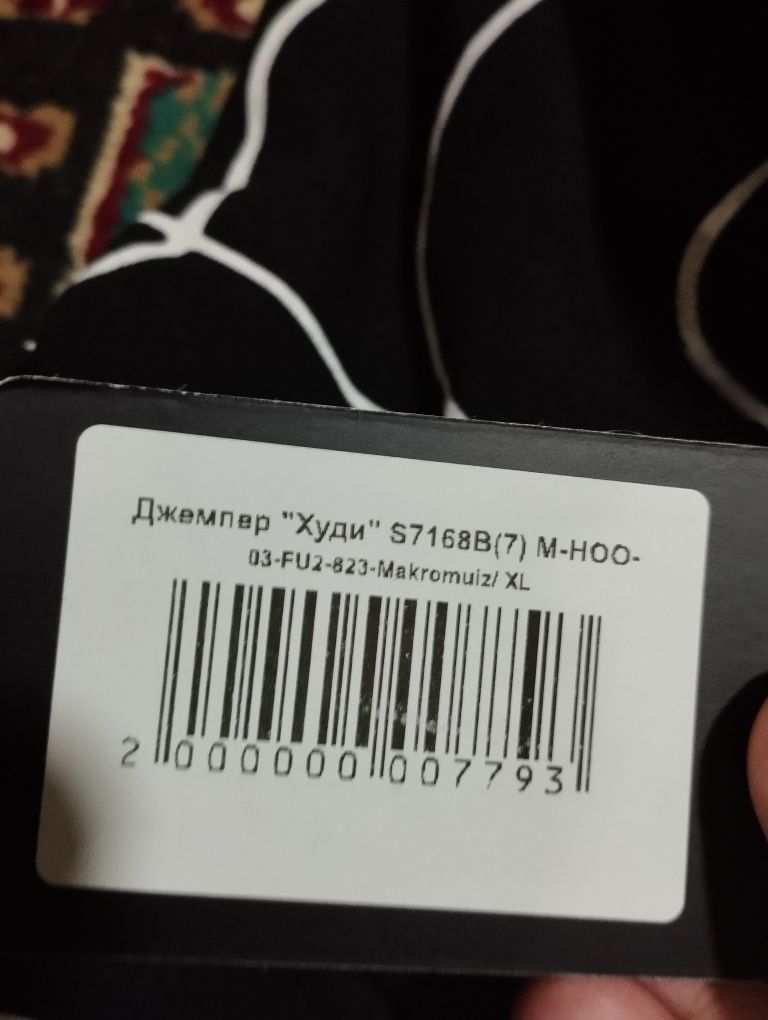 Джемпер "Худи" S7168B(7) M-HOO-
03-FU2-823-Makromuiz/ XL
2 000000 007793